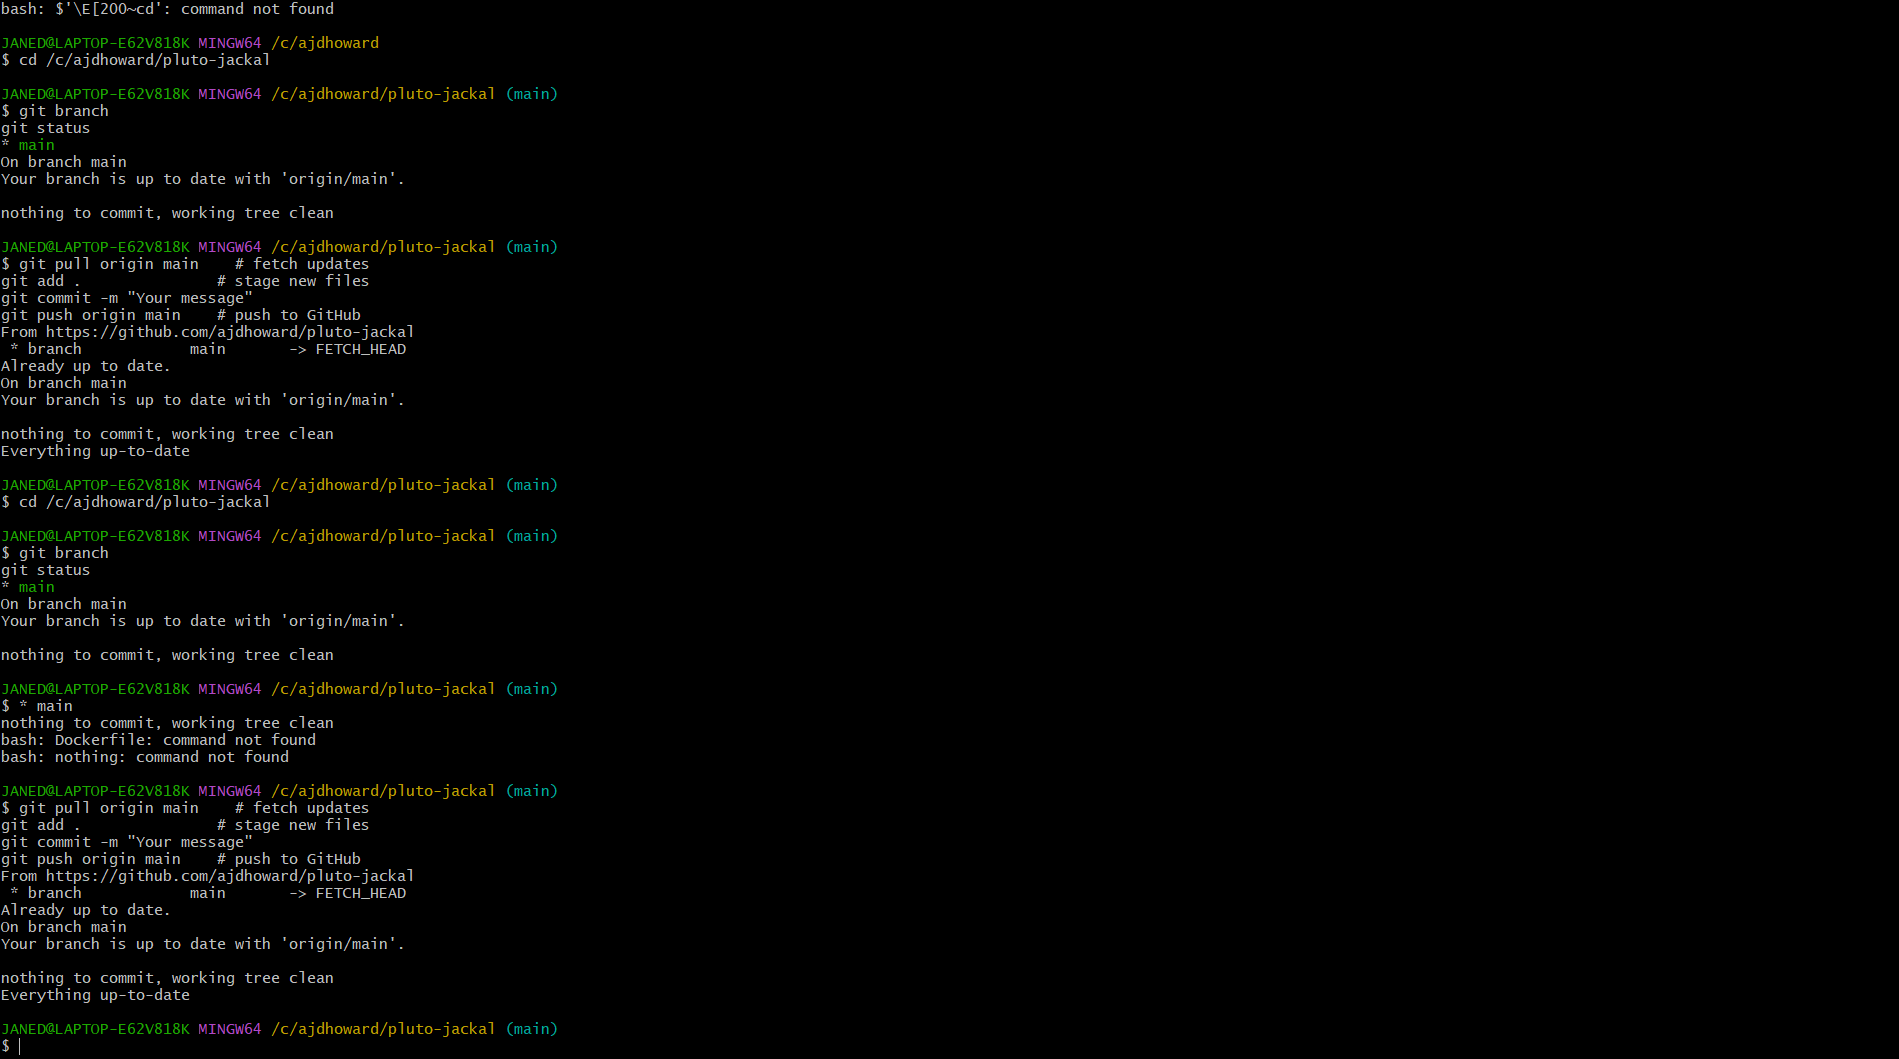 bash: $'\E[200~cd': command not found
JANED@LAPTOP-E62V818K MINGW64 /c/ajdhoward
$ cd /c/ajdhoward/pluto-jackal
JANED@LAPTOP-E62V818K MINGW64 /c/ajdhoward/pluto-jackal (main)
$ git branch
git status
* main
On branch main
Your branch is up to date with 'origin/main'.
nothing to commit, working tree clean
JANED@LAPTOP-E62V818K MINGW64 /c/ajdhoward/pluto-jackal (main)
$ git pull origin main    # fetch updates
git add .               # stage new files
git commit -m "Your message"
git push origin main    # push to GitHub
From https://github.com/ajdhoward/pluto-jackal
 * branch            main       -> FETCH_HEAD
Already up to date.
On branch main
Your branch is up to date with 'origin/main'.
nothing to commit, working tree clean
Everything up-to-date
JANED@LAPTOP-E62V818K MINGW64 /c/ajdhoward/pluto-jackal (main)
$ cd /c/ajdhoward/pluto-jackal
JANED@LAPTOP-E62V818K MINGW64 /c/ajdhoward/pluto-jackal (main)
$ git branch
git status
* main
On branch main
Your branch is up to date with 'origin/main'.
nothing to commit, working tree clean
JANED@LAPTOP-E62V818K MINGW64 /c/ajdhoward/pluto-jackal (main)
$ * main
nothing to commit, working tree clean
bash: Dockerfile: command not found
bash: nothing: command not found
JANED@LAPTOP-E62V818K MINGW64 /c/ajdhoward/pluto-jackal (main)
$ git pull origin main    # fetch updates
git add .               # stage new files
git commit -m "Your message"
git push origin main    # push to GitHub
From https://github.com/ajdhoward/pluto-jackal
 * branch            main       -> FETCH_HEAD
Already up to date.
On branch main
Your branch is up to date with 'origin/main'.
nothing to commit, working tree clean
Everything up-to-date
JANED@LAPTOP-E62V818K MINGW64 /c/ajdhoward/pluto-jackal (main)
$